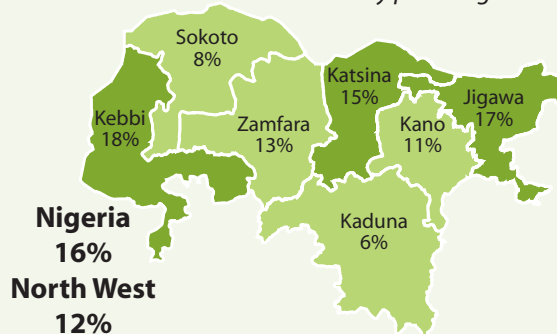 Sokoto
8%
Katsina
15%
Jigawa
17%
Kebbi
18%
Zamfara
13%
Kano
11%
Nigeria
16%
Kaduna
6%
North West
12%